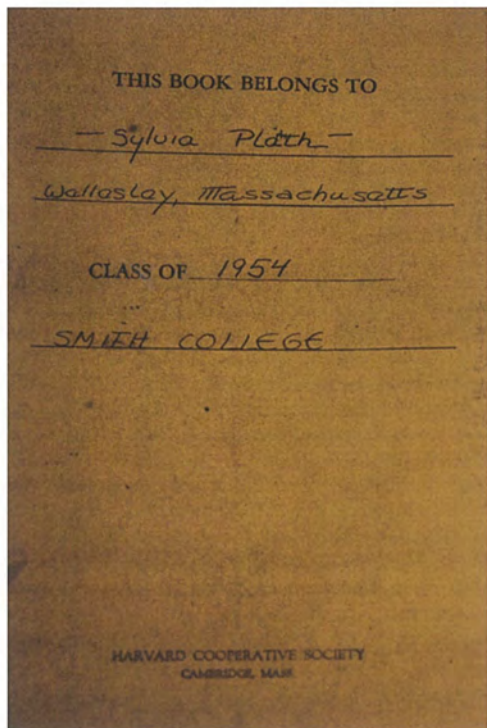 THIS BOOK BELONGS TO
— Sylvia Plath —
Wellesley, Massachusetts
CLASS OF 1954
SMITH COLLEGE
HARVARD COOPERATIVE SOCIETY
CAMBRIDGE, MASS.